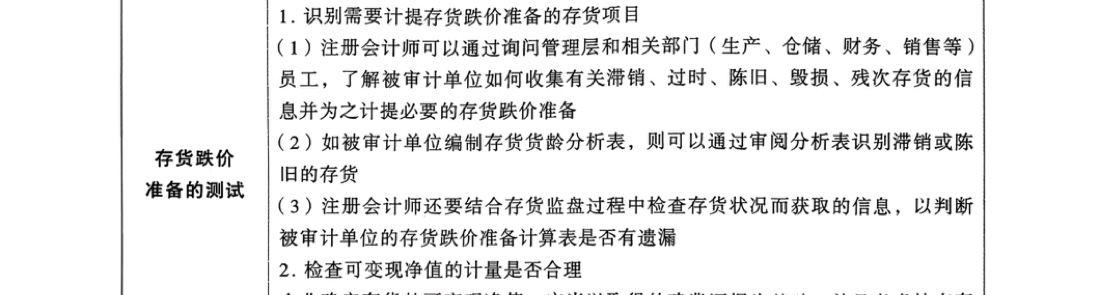 1. 识别需要计提存货跌价准备的存货项目
（1）注册会计师可以通过询问管理层和相关部门（生产、仓储、财务、销售等）
员工，了解被审计单位如何收集有关滞销、过时、陈旧、毁损、残次存货的信
息并为之计提必要的存货跌价准备
（2）如被审计单位编制存货货龄分析表，则可以通过审阅分析表识别滞销或陈
旧的存货
（3）注册会计师还要结合存货监盘过程中检查存货状况而获取的信息，以判断
被审计单位的存货跌价准备计算表是否有遗漏
2. 检查可变现净值的计量是否合理
存货跌价
准备的测试